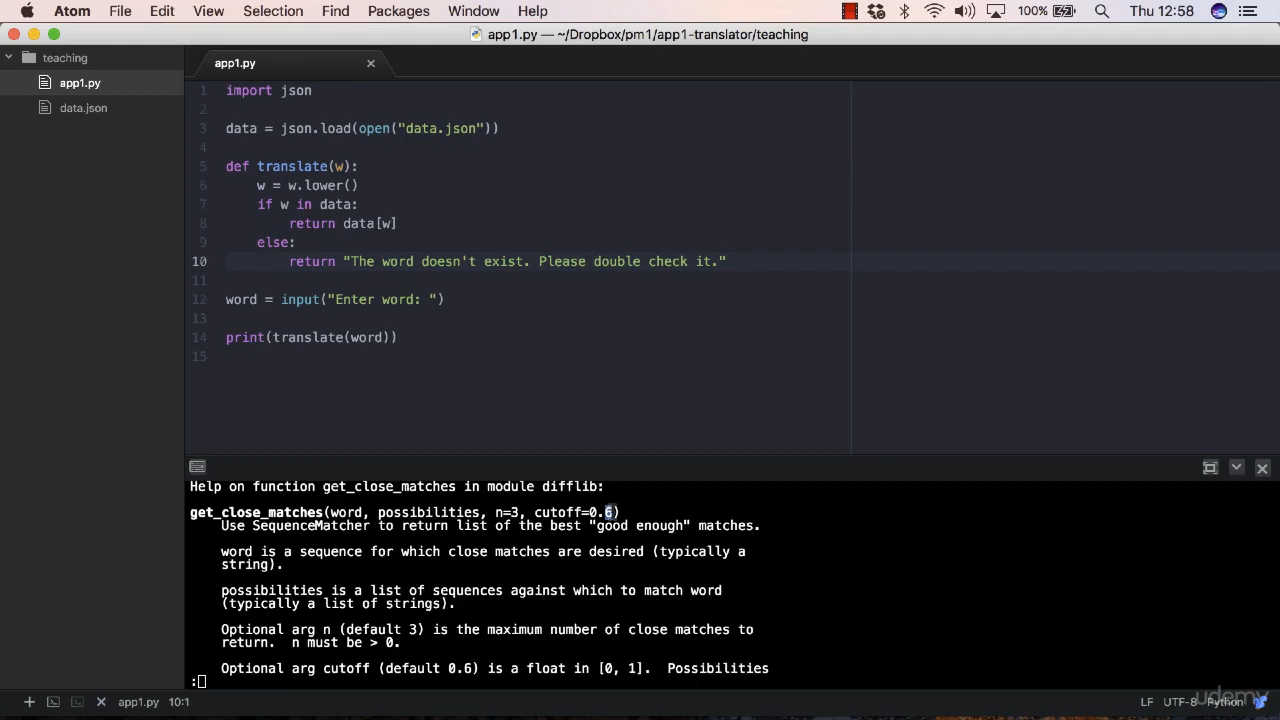 Atom File Edit View Selection Find Packages Window Help 100% Thu 12:58
app1.py — ~/Dropbox/pm1/app1-translator/teaching
teaching
app1.py
data.json
app1.py
1 import json
2
3 data = json.load(open("data.json"))
4
5 def translate(w):
6 w = w.lower()
7 if w in data:
8 return data[w]
9 else:
10 return "The word doesn't exist. Please double check it."
11
12 word = input("Enter word: ")
13
14 print(translate(word))
15
Help on function get_close_matches in module difflib:
get_close_matches(word, possibilities, n=3, cutoff=0.6)
Use SequenceMatcher to return list of the best "good enough" matches.
word is a sequence for which close matches are desired (typically a
string).
possibilities is a list of sequences against which to match word
(typically a list of strings).
Optional arg n (default 3) is the maximum number of close matches to
return. n must be > 0.
Optional arg cutoff (default 0.6) is a float in [0, 1]. Possibilities
:
app1.py 10:1 LF UTF-8 Python
udemy